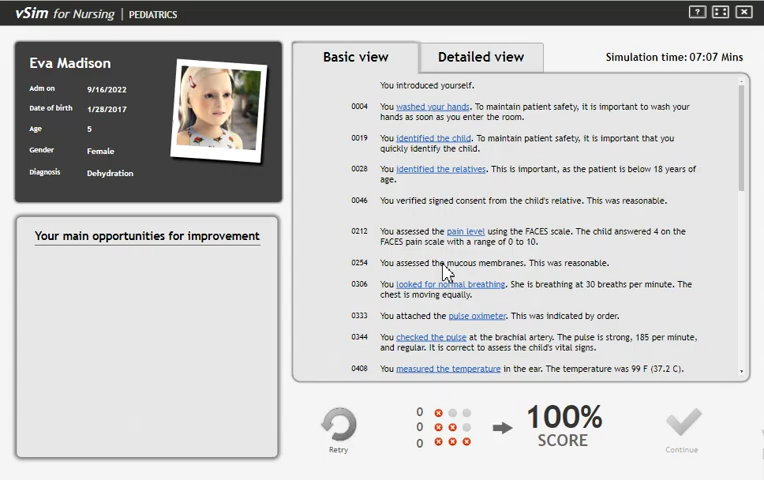 vSim for Nursing | PEDIATRICS
?
Eva Madison
Adm on 9/16/2022
Date of birth 1/28/2017
Age 5
Gender Female
Diagnosis Dehydration
Your main opportunities for improvement
Basic view
Detailed view
Simulation time: 07:07 Mins
You introduced yourself.
0004 You washed your hands. To maintain patient safety, it is important to wash your
hands as soon as you enter the room.
0019 You identified the child. To maintain patient safety, it is important that you
quickly identify the child.
0028 You identified the relatives. This is important, as the patient is below 18 years of
age.
0046 You verified signed consent from the child's relative. This was reasonable.
0212 You assessed the pain level using the FACES scale. The child answered 4 on the
FACES pain scale with a range of 0 to 10.
0254 You assessed the mucous membranes. This was reasonable.
0306 You looked for normal breathing. She is breathing at 30 breaths per minute. The
chest is moving equally.
0333 You attached the pulse oximeter. This was indicated by order.
0344 You checked the pulse at the brachial artery. The pulse is strong, 185 per minute,
and regular. It is correct to assess the child's vital signs.
0408 You measured the temperature in the ear. The temperature was 99 F (37.2 C).
Retry
0
0
0
100%
SCORE
Continue